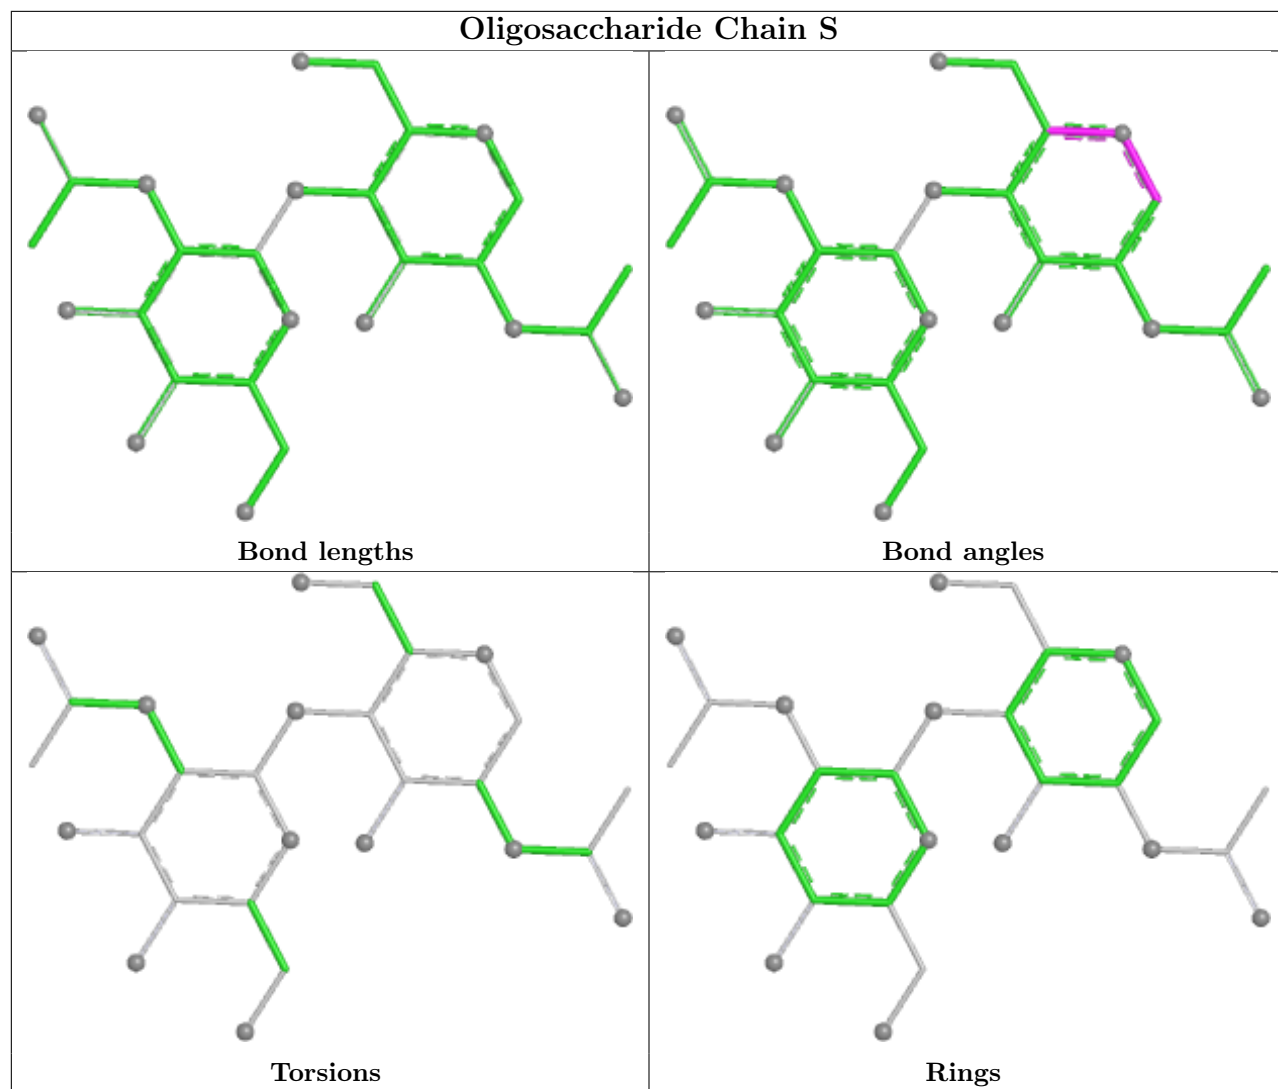 Oligosaccharide Chain S
Bond lengths
Bond angles
Torsions
Rings